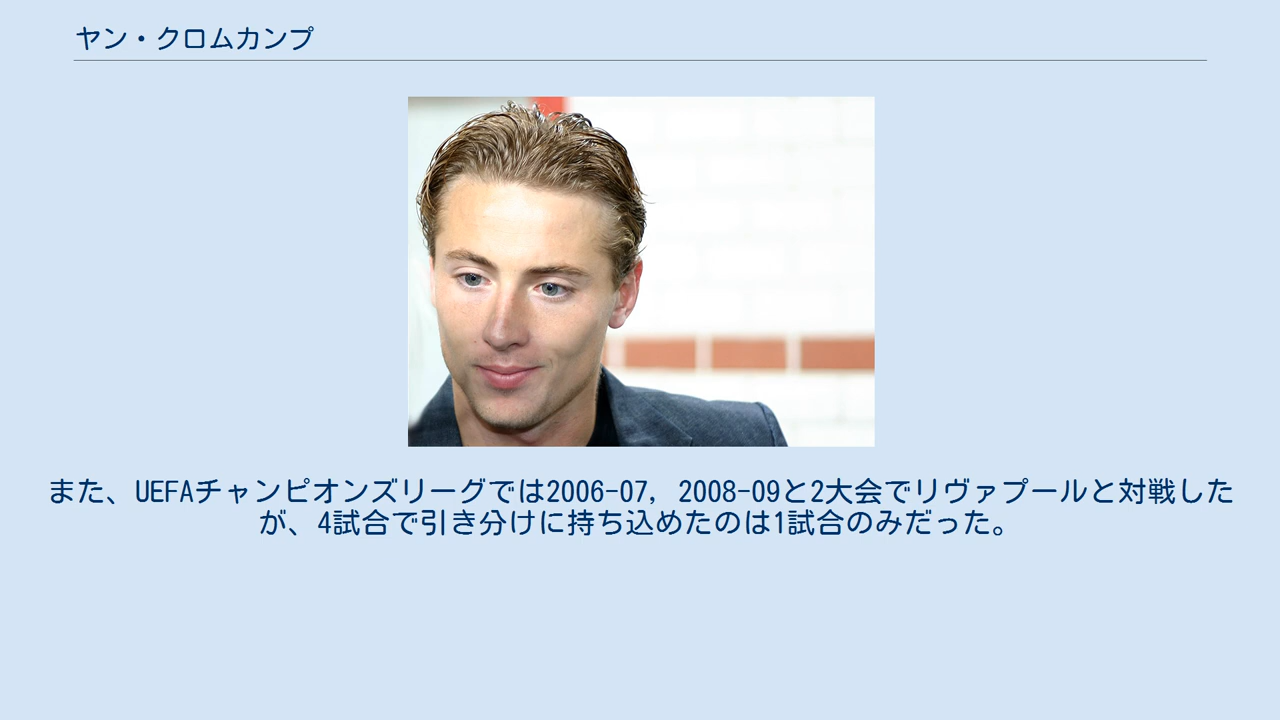 ヤン・クロムカンプ
また、UEFAチャンピオンズリーグでは2006-07, 2008-09と2大会でリヴァプールと対戦した
が、4試合で引き分けに持ち込めたのは1試合のみだった。